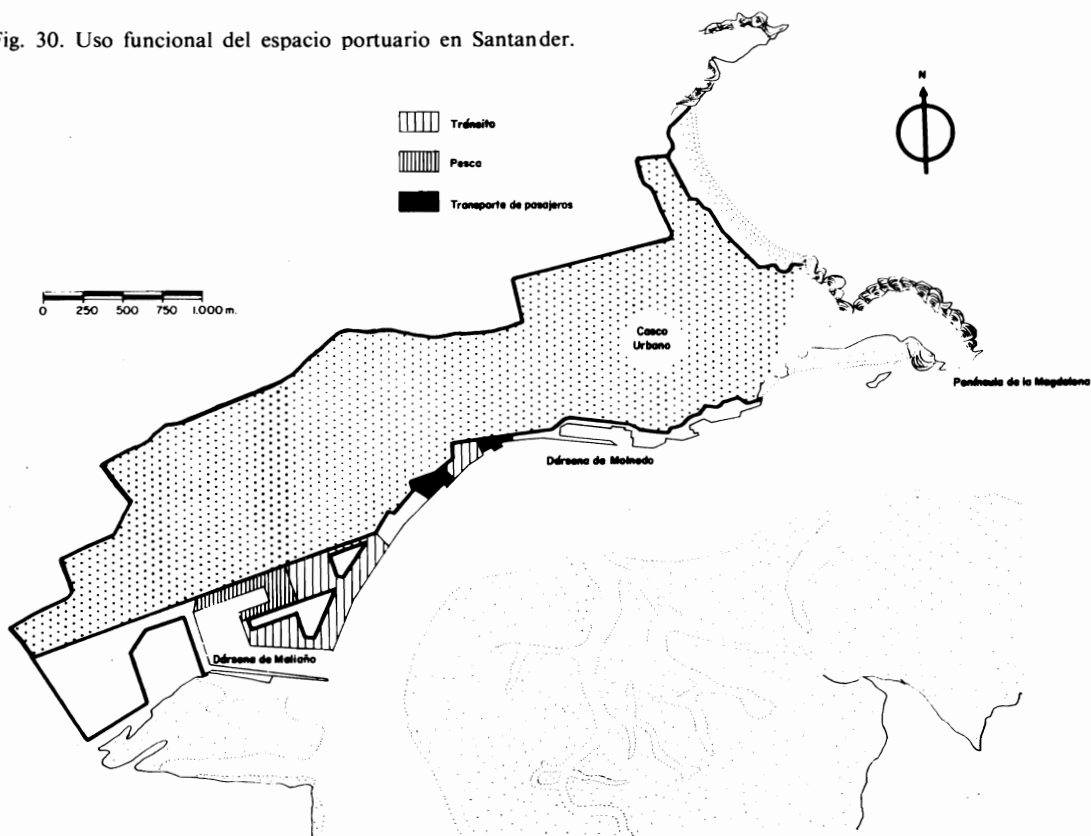 ig. 30. Uso funcional del espacio portuario en Santander.
N
Tránsito
Pesca
Transporte de pasajeros
0 250 500 750 1.000 m.
Casco
Urbano
Península de la Magdalena
Dársena de Molnedo
Dársena de Maliaño